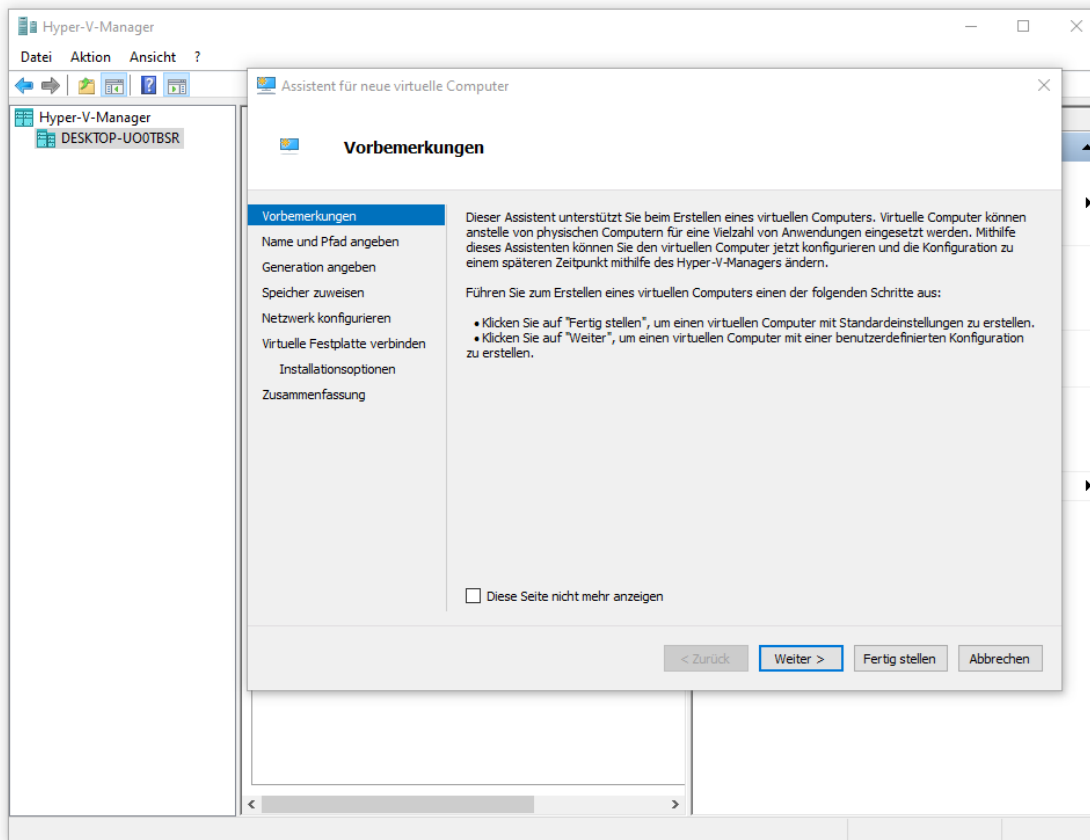 Hyper-V-Manager
Datei Aktion Ansicht ?
Assistent für neue virtuelle Computer
Hyper-V-Manager
DESKTOP-UO0TBSR
Vorbemerkungen
Vorbemerkungen
Name und Pfad angeben
Generation angeben
Speicher zuweisen
Netzwerk konfigurieren
Virtuelle Festplatte verbinden
Installationsoptionen
Zusammenfassung
Dieser Assistent unterstützt Sie beim Erstellen eines virtuellen Computers. Virtuelle Computer können
anstelle von physischen Computern für eine Vielzahl von Anwendungen eingesetzt werden. Mithilfe
dieses Assistenten können Sie den virtuellen Computer jetzt konfigurieren und die Konfiguration zu
einem späteren Zeitpunkt mithilfe des Hyper-V-Managers ändern.
Führen Sie zum Erstellen eines virtuellen Computers einen der folgenden Schritte aus:
• Klicken Sie auf "Fertig stellen", um einen virtuellen Computer mit Standardeinstellungen zu erstellen.
• Klicken Sie auf "Weiter", um einen virtuellen Computer mit einer benutzerdefinierten Konfiguration
zu erstellen.
Diese Seite nicht mehr anzeigen
< Zurück Weiter > Fertig stellen Abbrechen